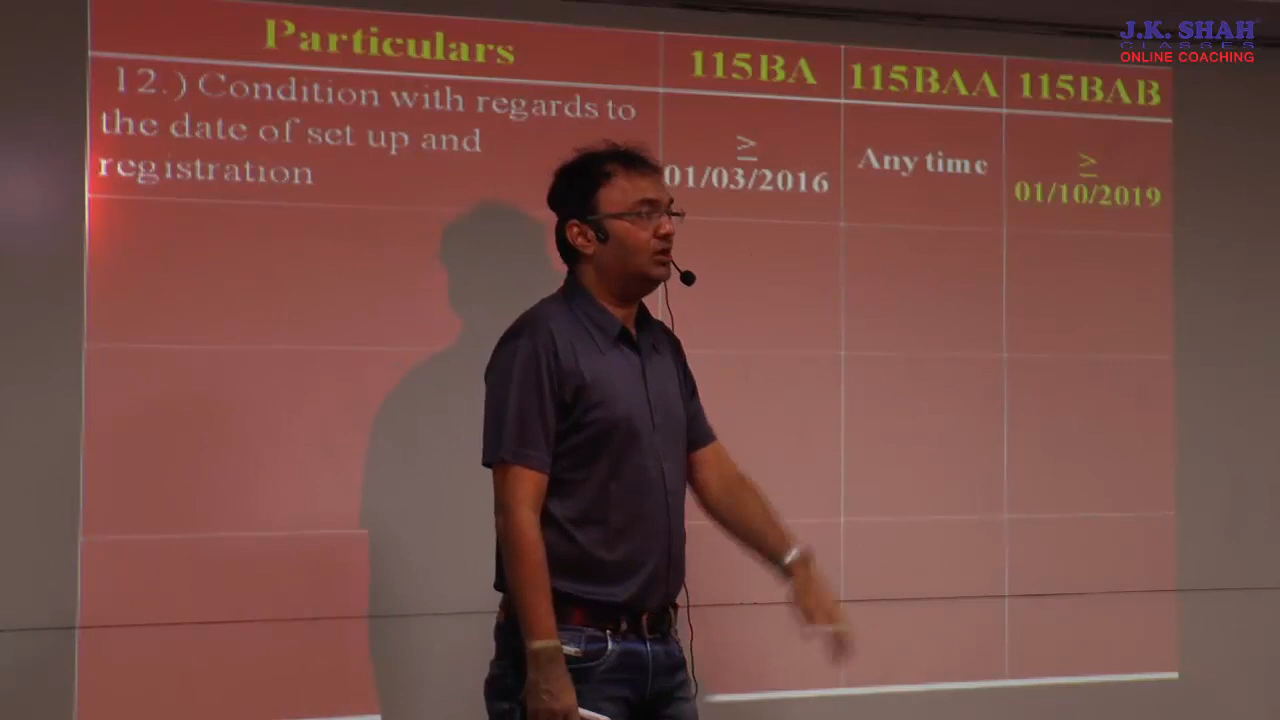 J.K. SHAH
CLASSES
ONLINE COACHING
Particulars
115BA
115BAA
115BAB
12.) Condition with regards to
the date of set up and
registration
≥
01/03/2016
Any time
≥
01/10/2019